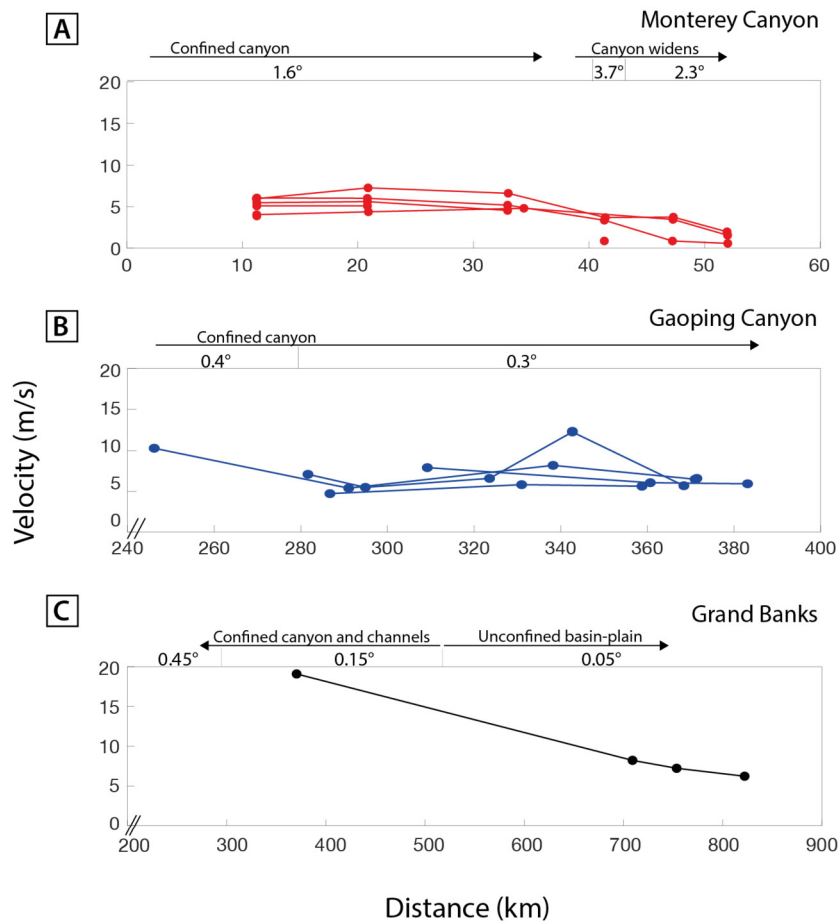 A
Monterey Canyon
Confined canyon
Canyon widens
1.6°
3.7°
2.3°
20
15
10
5
0
0 10 20 30 40 50 60
B
Gaoping Canyon
Confined canyon
0.4°
0.3°
20
15
10
5
0
240 260 280 300 320 340 360 380 400
Velocity (m/s)
C
Grand Banks
Confined canyon and channels
Unconfined basin-plain
0.45°
0.15°
0.05°
20
15
10
5
0
200 300 400 500 600 700 800 900
Distance (km)